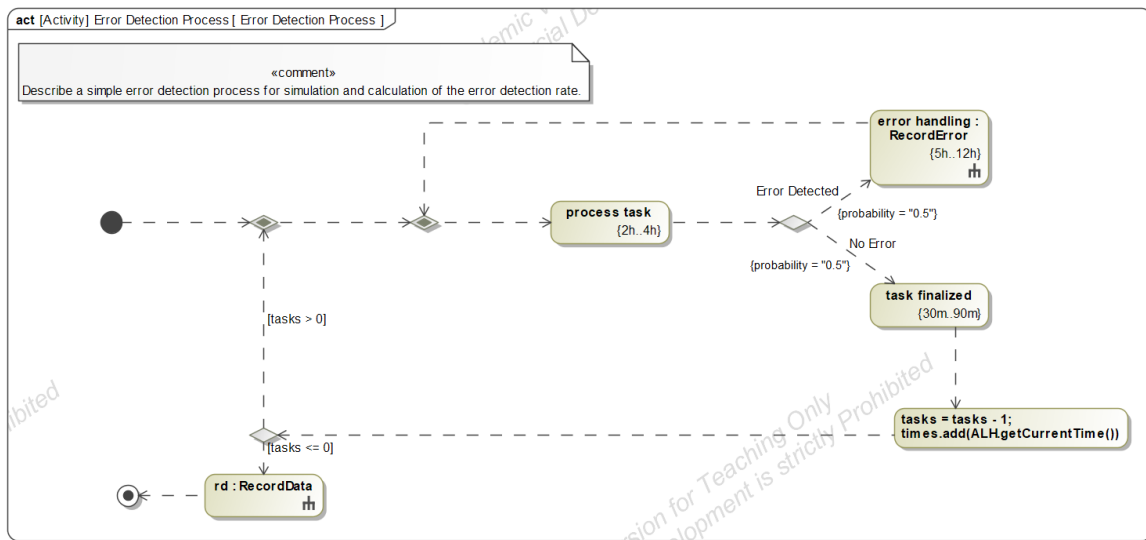 act [Activity] Error Detection Process [ Error Detection Process ]
«comment»
Describe a simple error detection process for simulation and calculation of the error detection rate.
error handling :
RecordError
{5h..12h}
Error Detected
{probability = "0.5"}
process task
{2h..4h}
No Error
{probability = "0.5"}
task finalized
{30m..90m}
[tasks > 0]
tasks = tasks - 1;
times.add(ALH.getCurrentTime())
[tasks <= 0]
rd : RecordData
for Teaching Only
is strictly Prohibited